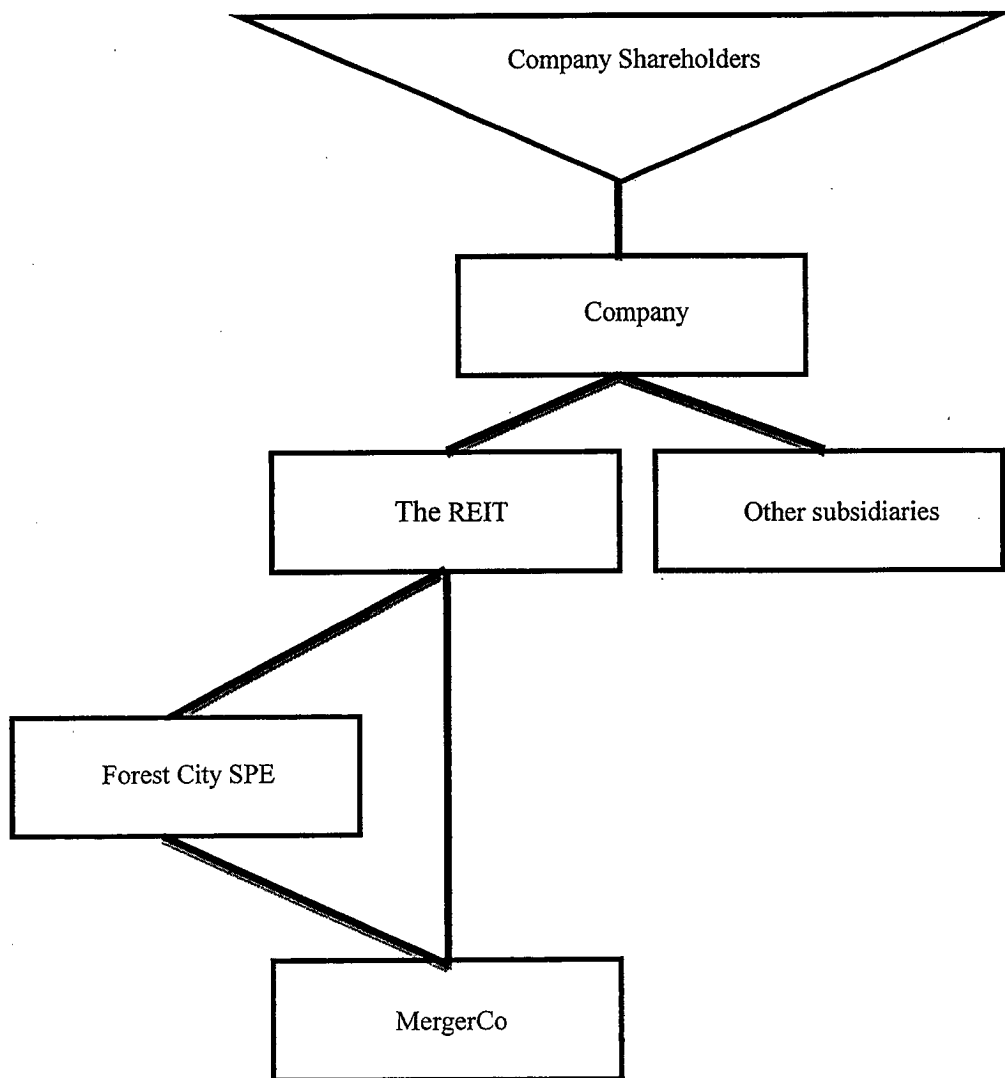 Company Shareholders
Company
The REIT
Other subsidiaries
Forest City SPE
MergerCo